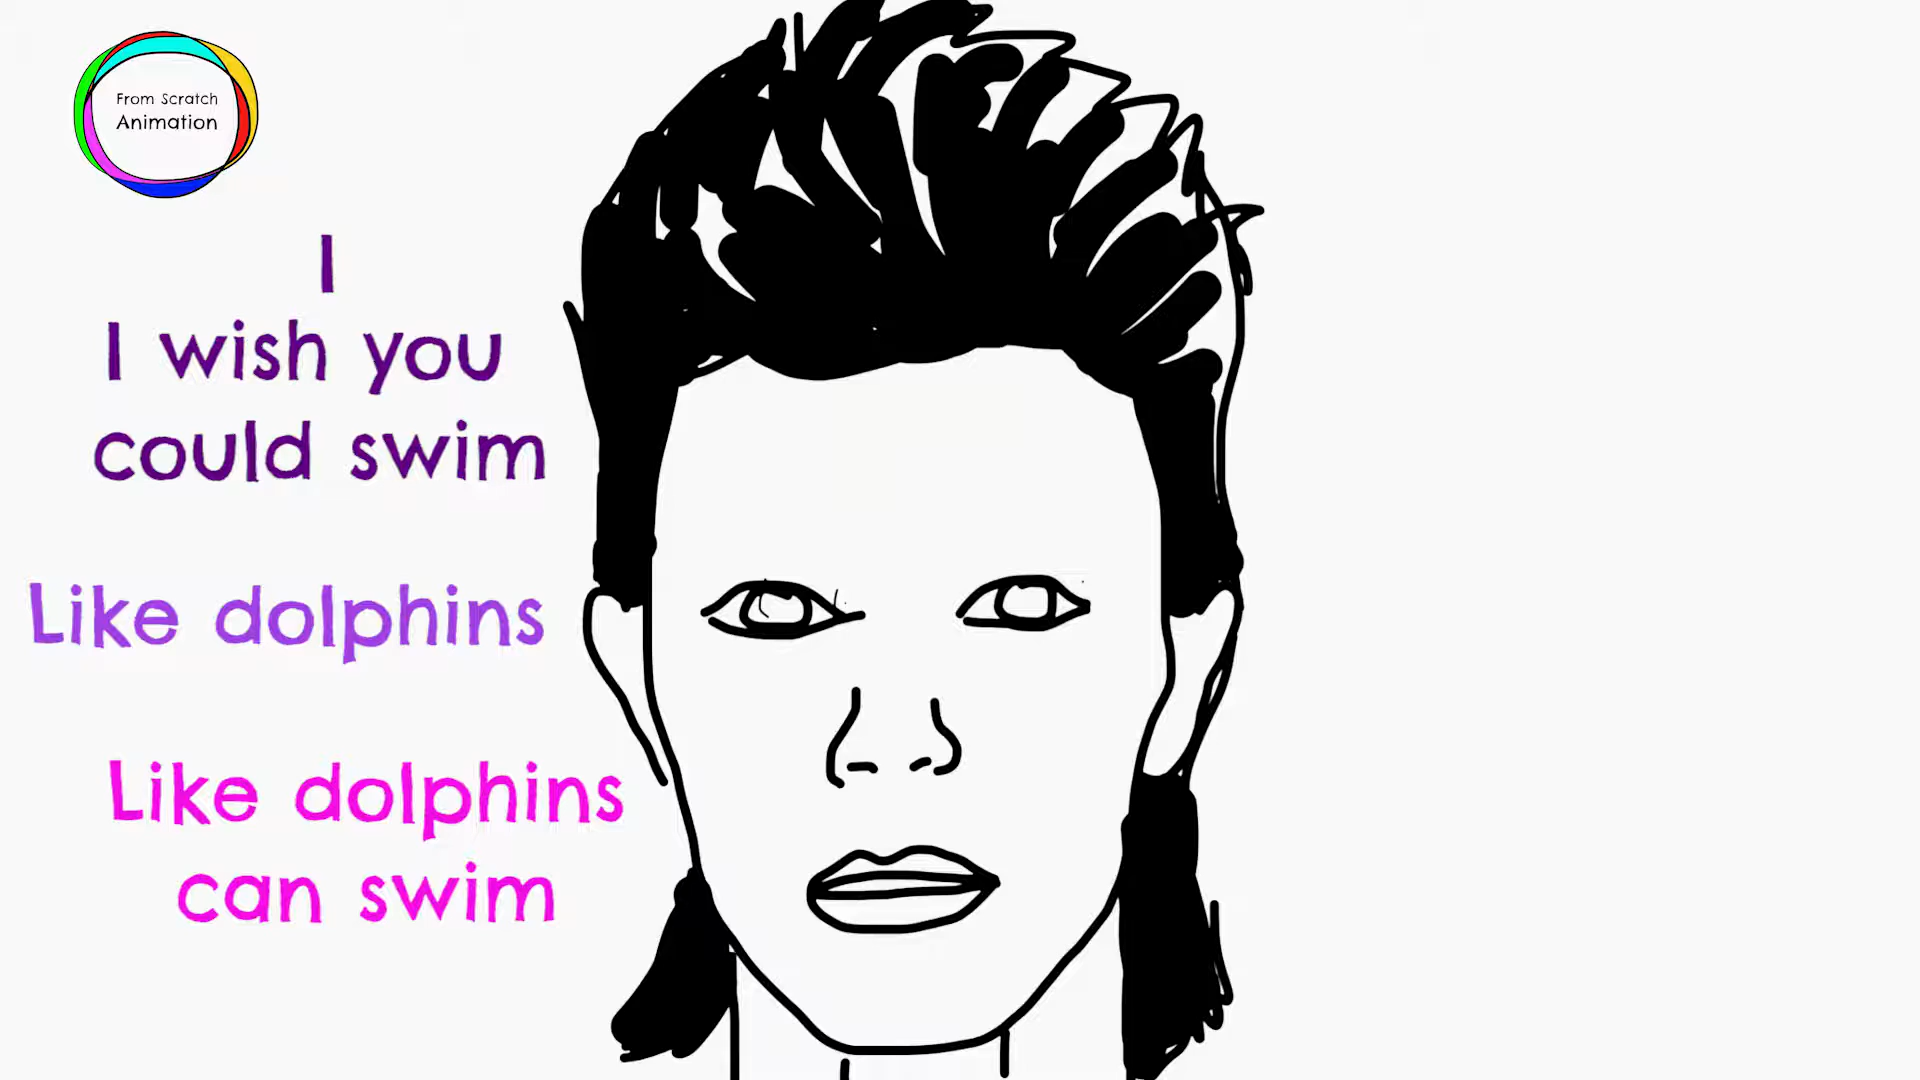 From Scratch
Animation
I
I wish you
could swim
Like dolphins
Like dolphins
can swim